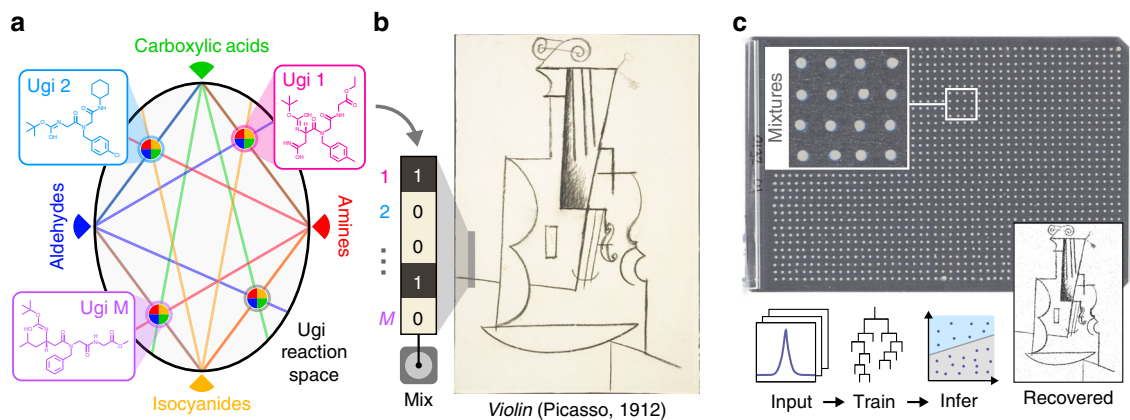 a
Carboxylic acids
Ugi 2
Ugi 1
Aldehydes
Amines
Ugi M
Isocyanides
Ugi
reaction
space
b
1
1
2
0
0
1
M
0
Mix
Violin (Picasso, 1912)
c
Mixtures
Input
Train
Infer
Recovered